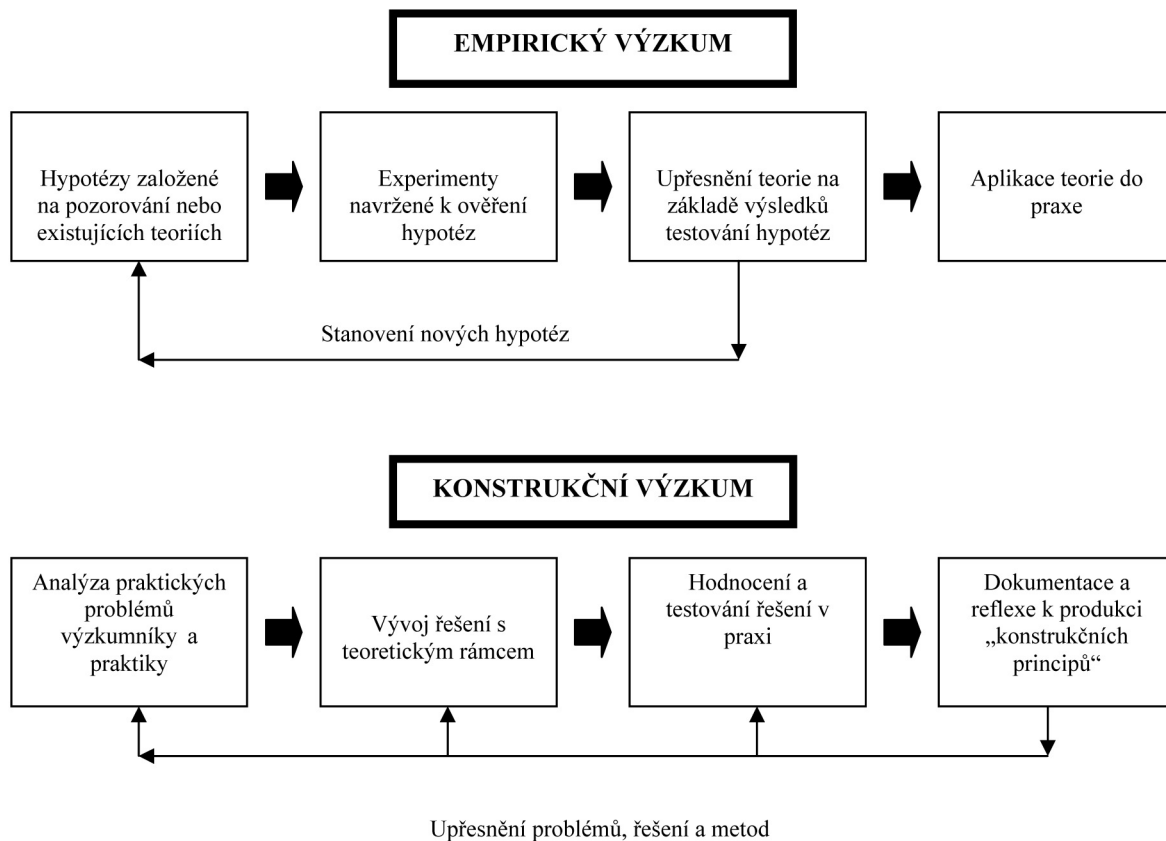 EMPIRICKÝ VÝZKUM
Hypotézy založené
na pozorování nebo
existujících teoriích
Experimenty
navržené k ověření
hypotéz
Upřesnění teorie na
základě výsledků
testování hypotéz
Aplikace teorie do
praxe
Stanovení nových hypotéz
KONSTRUKČNÍ VÝZKUM
Analýza praktických
problémů
výzkumníky a
praktiky
Vývoj řešení s
teoretickým rámcem
Hodnocení a
testování řešení v
praxi
Dokumentace a
reflexe k produkci
„konstrukčních
principů“
Upřesnění problémů, řešení a metod